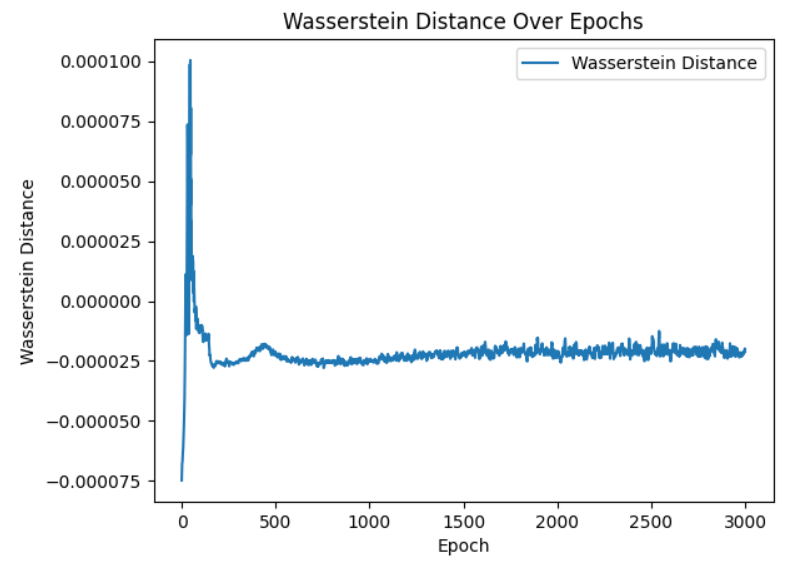 Wasserstein Distance Over Epochs
Wasserstein Distance
0.000100
0.000075
0.000050
0.000025
0.000000
−0.000025
−0.000050
−0.000075
Wasserstein Distance
0 500 1000 1500 2000 2500 3000
Epoch